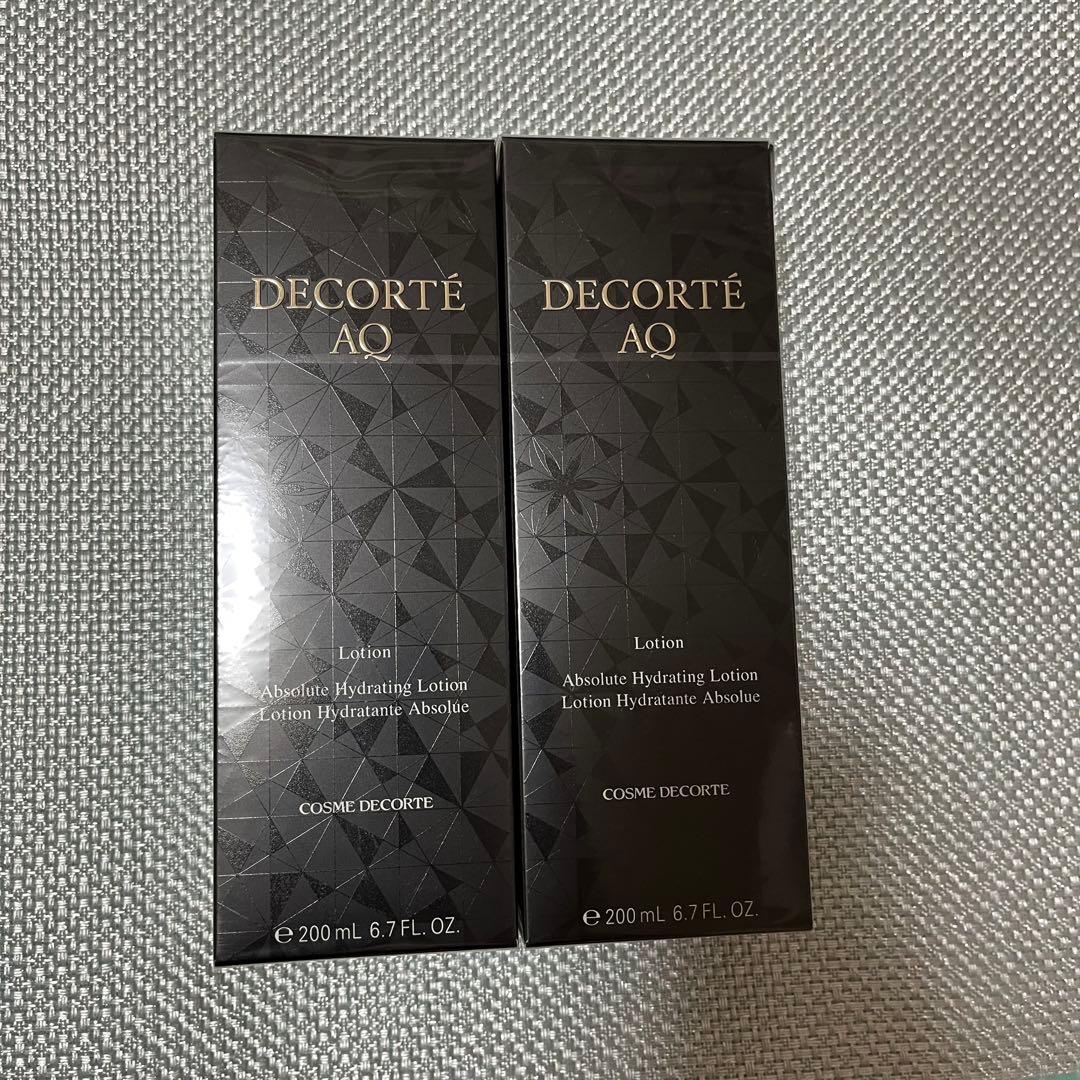 DECORTÉ
AQ
Lotion
Absolute Hydrating Lotion
Lotion Hydratante Absolue
COSME DECORTE
℮ 200 mL 6.7 FL. OZ.
DECORTÉ
AQ
Lotion
Absolute Hydrating Lotion
Lotion Hydratante Absolue
COSME DECORTE
℮ 200 mL 6.7 FL. OZ.